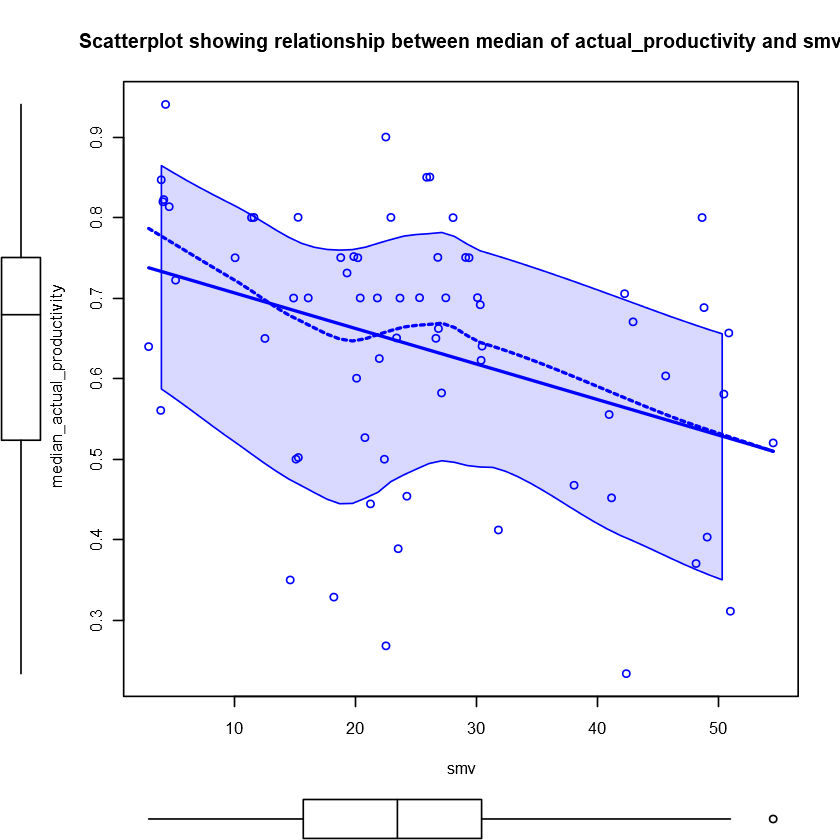 Scatterplot showing relationship between median of actual_productivity and smv
median_actual_productivity
0.9
0.8
0.7
0.6
0.5
0.4
0.3
10 20 30 40 50
smv